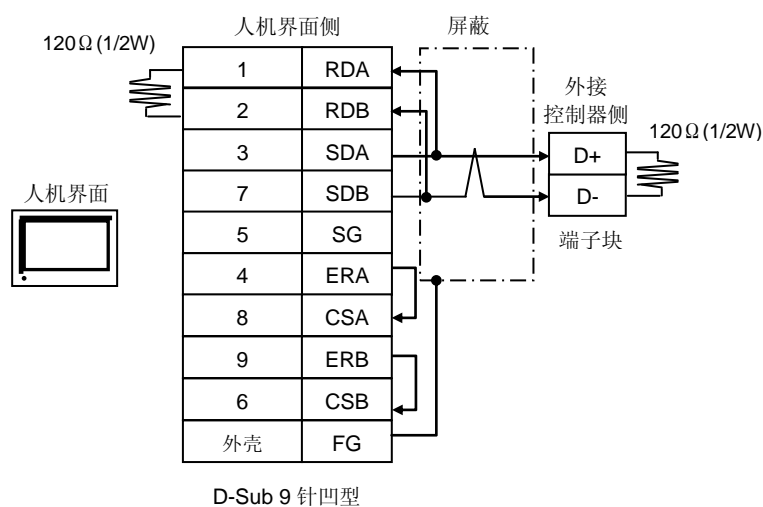 人机界面侧
屏蔽
120Ω(1/2W)
1 RDA
2 RDB
3 SDA
7 SDB
5 SG
4 ERA
8 CSA
9 ERB
6 CSB
外壳 FG
外接
控制器侧
120Ω(1/2W)
D+
D-
端子块
人机界面
D-Sub 9 针凹型